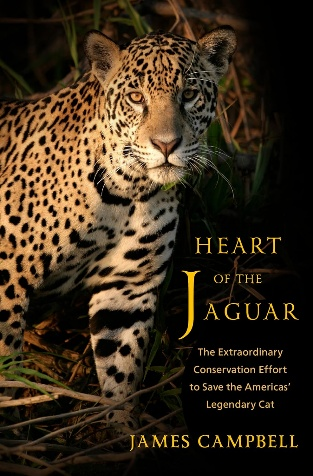 HEART
OF THE
JAGUAR
The Extraordinary
Conservation Effort
to Save the Americas'
Legendary Cat
JAMES CAMPBELL